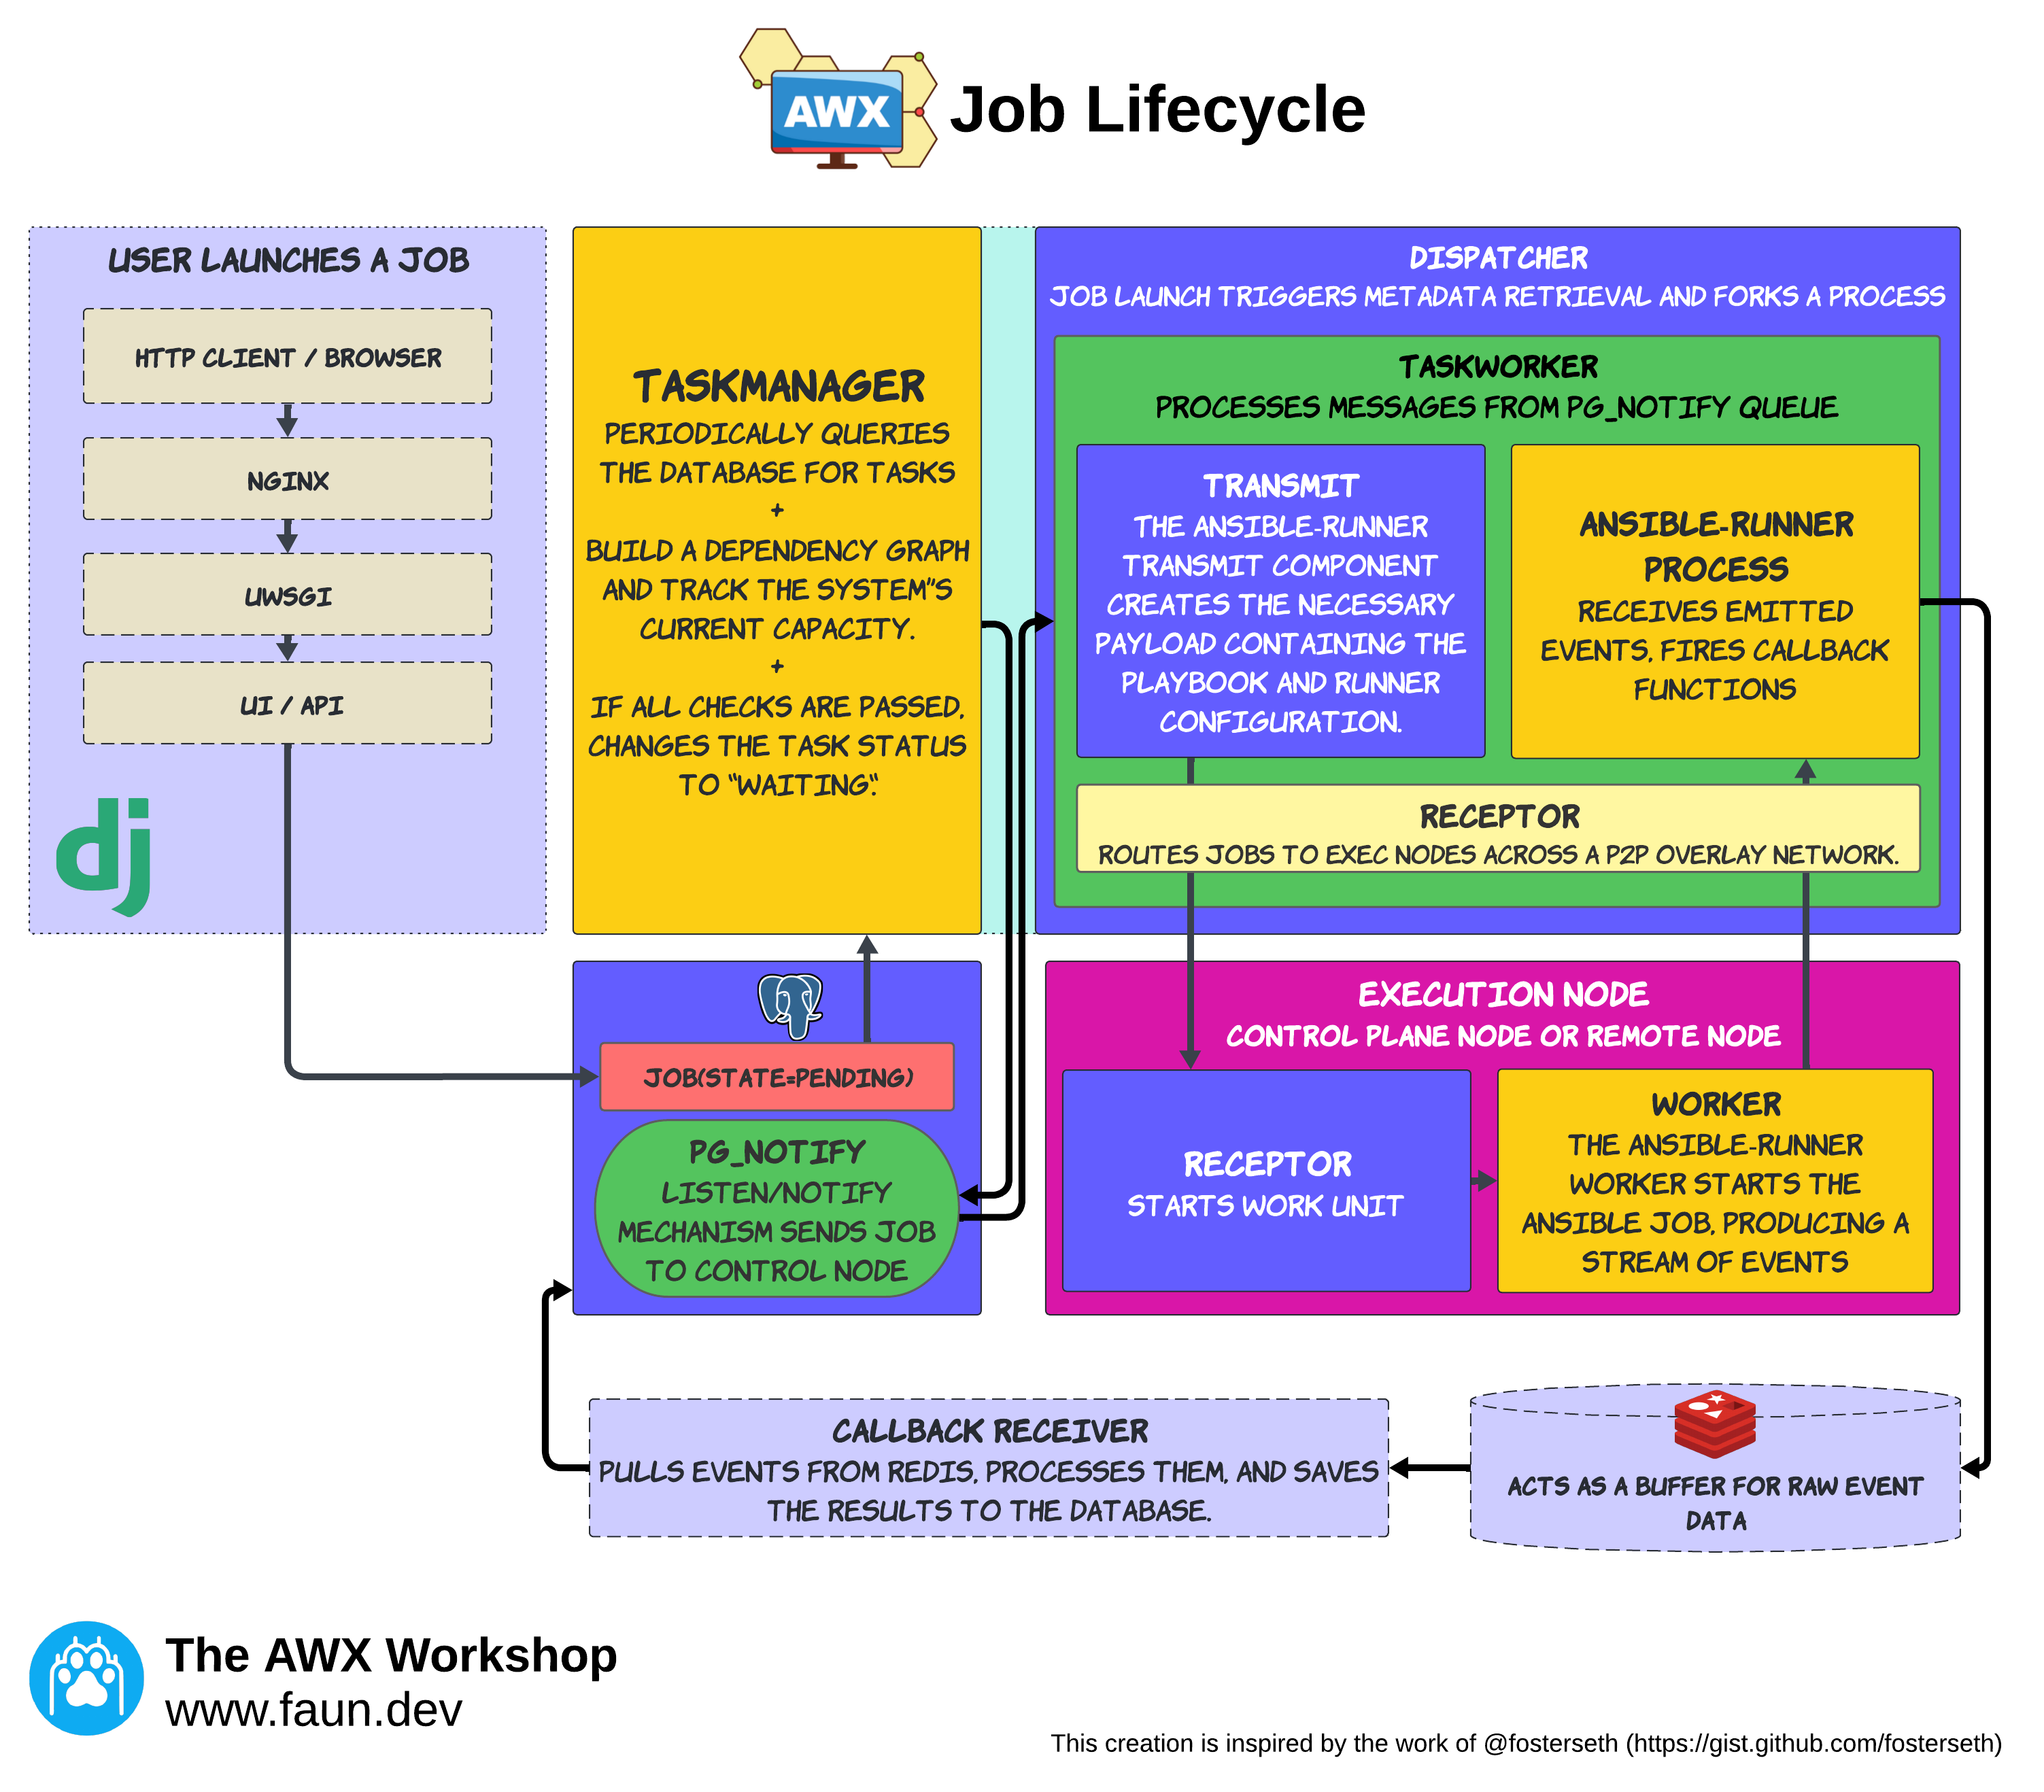 AWX
Job Lifecycle
USER LAUNCHES A JOB
HTTP CLIENT / BROWSER
NGINX
UWSGI
UI / API
dj
TASKMANAGER
PERIODICALLY QUERIES
THE DATABASE FOR TASKS
+
BUILD A DEPENDENCY GRAPH
AND TRACK THE SYSTEM"S
CURRENT CAPACITY.
+
IF ALL CHECKS ARE PASSED,
CHANGES THE TASK STATUS
TO "WAITING".
DISPATCHER
JOB LAUNCH TRIGGERS METADATA RETRIEVAL AND FORKS A PROCESS
TASKWORKER
PROCESSES MESSAGES FROM PG_NOTIFY QUEUE
TRANSMIT
THE ANSIBLE-RUNNER
TRANSMIT COMPONENT
CREATES THE NECESSARY
PAYLOAD CONTAINING THE
PLAYBOOK AND RUNNER
CONFIGURATION.
ANSIBLE-RUNNER
PROCESS
RECEIVES EMITTED
EVENTS, FIRES CALLBACK
FUNCTIONS
RECEPTOR
ROUTES JOBS TO EXEC NODES ACROSS A P2P OVERLAY NETWORK.
JOB(STATE=PENDING)
PG_NOTIFY
LISTEN/NOTIFY
MECHANISM SENDS JOB
TO CONTROL NODE
EXECUTION NODE
CONTROL PLANE NODE OR REMOTE NODE
RECEPTOR
STARTS WORK UNIT
WORKER
THE ANSIBLE-RUNNER
WORKER STARTS THE
ANSIBLE JOB, PRODUCING A
STREAM OF EVENTS
CALLBACK RECEIVER
PULLS EVENTS FROM REDIS, PROCESSES THEM, AND SAVES
THE RESULTS TO THE DATABASE.
ACTS AS A BUFFER FOR RAW EVENT
DATA
The AWX Workshop
www.faun.dev
This creation is inspired by the work of @fosterseth (https://gist.github.com/fosterseth)